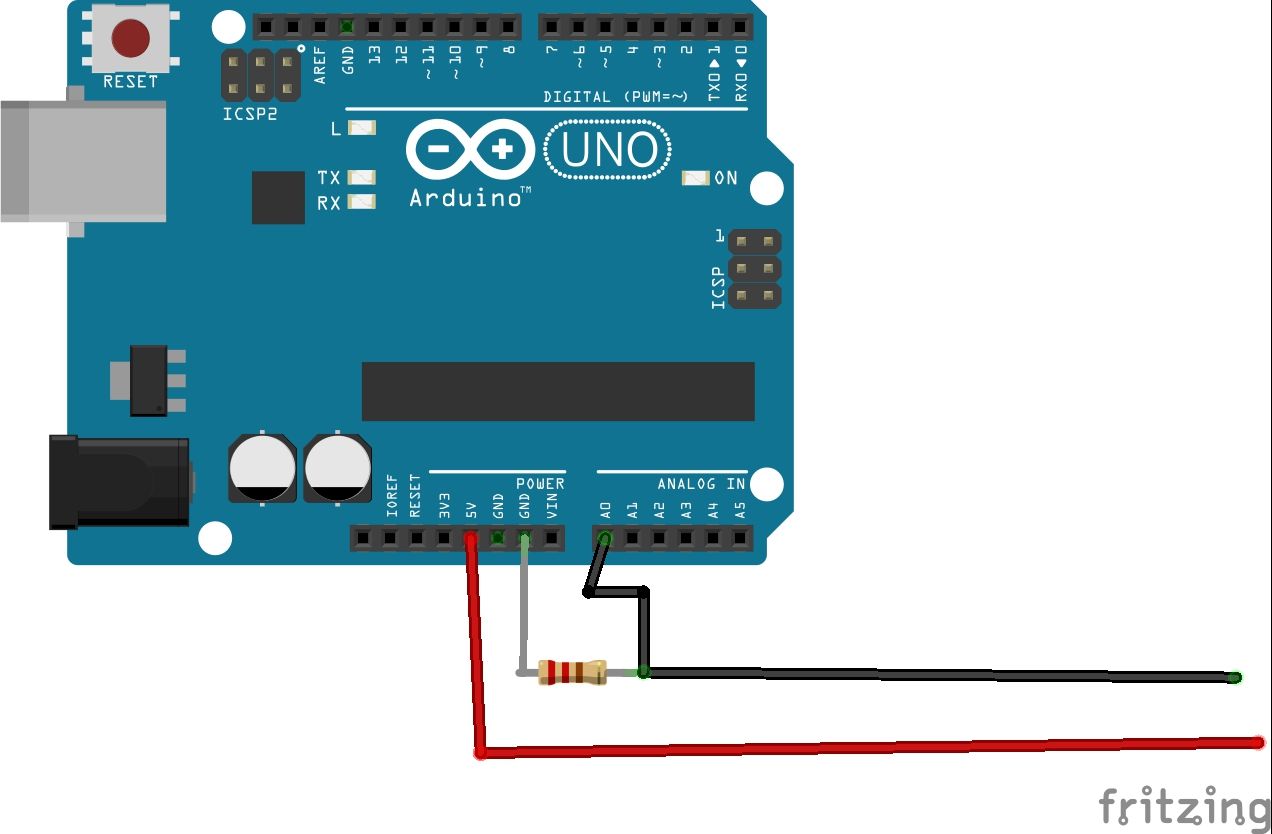 RESET
ICSP2
AREF
GND
13
12
~11
~10
~9
8
7
~6
~5
4
~3
2
TX0▶1
RX0◀0
DIGITAL (PWM=~)
L
TX
RX
Arduino™
UNO
ON
1
ICSP
IOREF
RESET
3V3
5V
GND
GND
VIN
POWER
ANALOG IN
A0
A1
A2
A3
A4
A5
fritzing